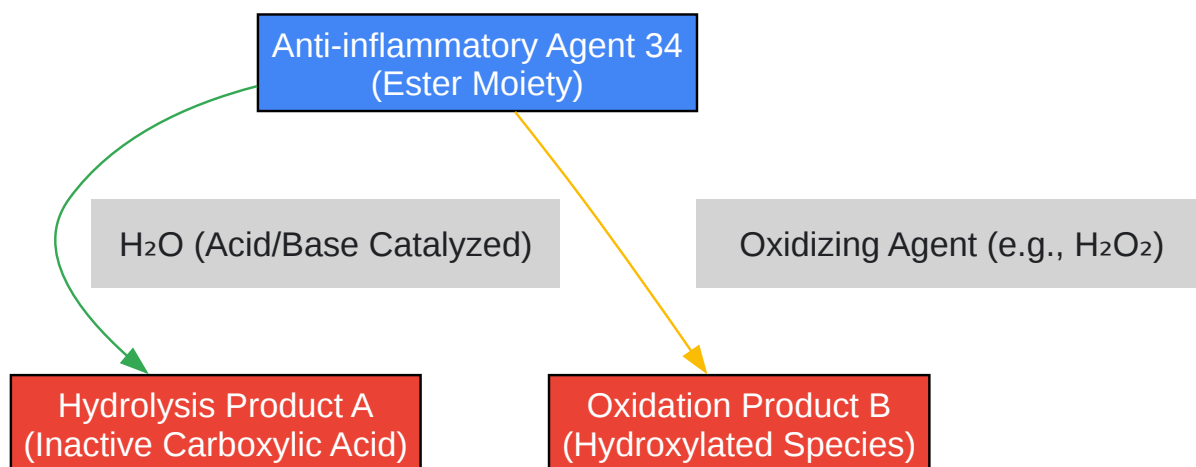 Anti-inflammatory Agent 34
(Ester Moiety)
H₂O (Acid/Base Catalyzed)
Oxidizing Agent (e.g., H₂O₂)
Hydrolysis Product A
(Inactive Carboxylic Acid)
Oxidation Product B
(Hydroxylated Species)